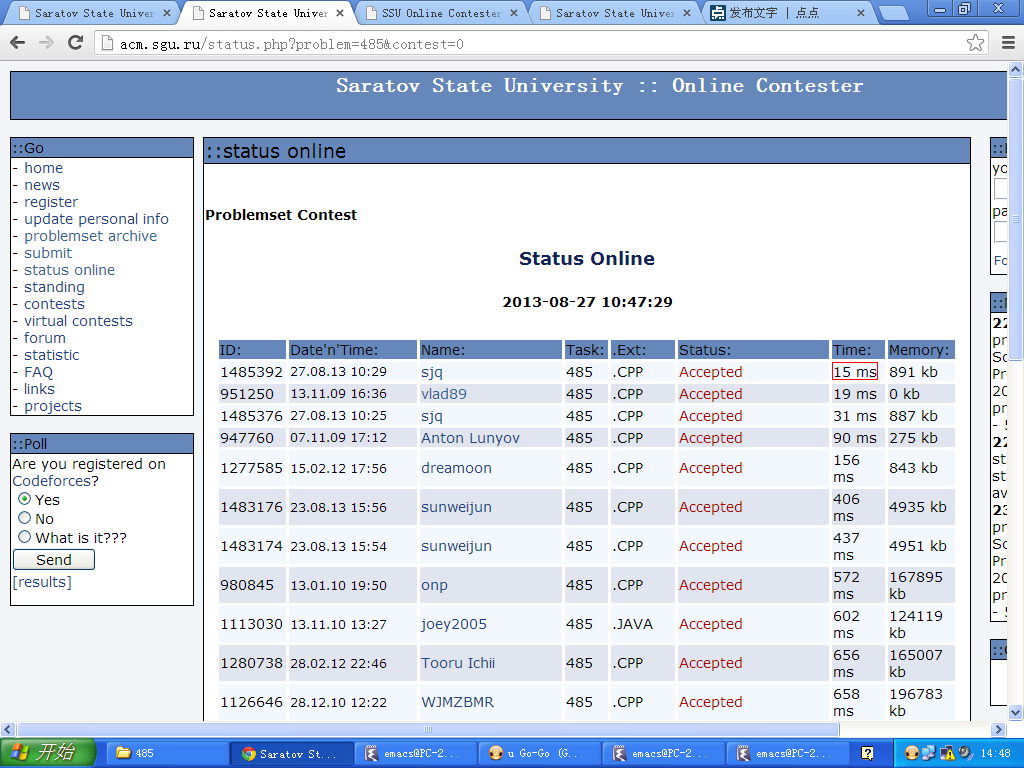 Saratov State Univer
Saratov State Univer
SSU Online Contester
Saratov State Univer
发布文字 | 点点
acm.sgu.ru/status.php?problem=485&contest=0
Saratov State University :: Online Contester
::Go
- home
- news
- register
- update personal info
- problemset archive
- submit
- status online
- standing
- contests
- virtual contests
- forum
- statistic
- FAQ
- links
- projects
::Poll
Are you registered on
Codeforces?
Yes
No
What is it???
Send
[results]
::status online
Problemset Contest
Status Online
2013-08-27 10:47:29
ID: Date'n'Time: Name: Task: .Ext: Status: Time: Memory:
1485392 27.08.13 10:29 sjq 485 .CPP Accepted 15 ms 891 kb
951250 13.11.09 16:36 vlad89 485 .CPP Accepted 19 ms 0 kb
1485376 27.08.13 10:25 sjq 485 .CPP Accepted 31 ms 887 kb
947760 07.11.09 17:12 Anton Lunyov 485 .CPP Accepted 90 ms 275 kb
1277585 15.02.12 17:56 dreamoon 485 .CPP Accepted 156 ms 843 kb
1483176 23.08.13 15:56 sunweijun 485 .CPP Accepted 406 ms 4935 kb
1483174 23.08.13 15:54 sunweijun 485 .CPP Accepted 437 ms 4951 kb
980845 13.01.10 19:50 onp 485 .CPP Accepted 572 ms 167895 kb
1113030 13.11.10 13:27 joey2005 485 .JAVA Accepted 602 ms 124119 kb
1280738 28.02.12 22:46 Tooru Ichii 485 .CPP Accepted 656 ms 165007 kb
1126646 28.12.10 12:22 WJMZBMR 485 .CPP Accepted 658 ms 196783 kb
开始
485
Saratov St...
emacs@PC-2...
u Go-Go (G...
emacs@PC-2...
emacs@PC-2...
14:48